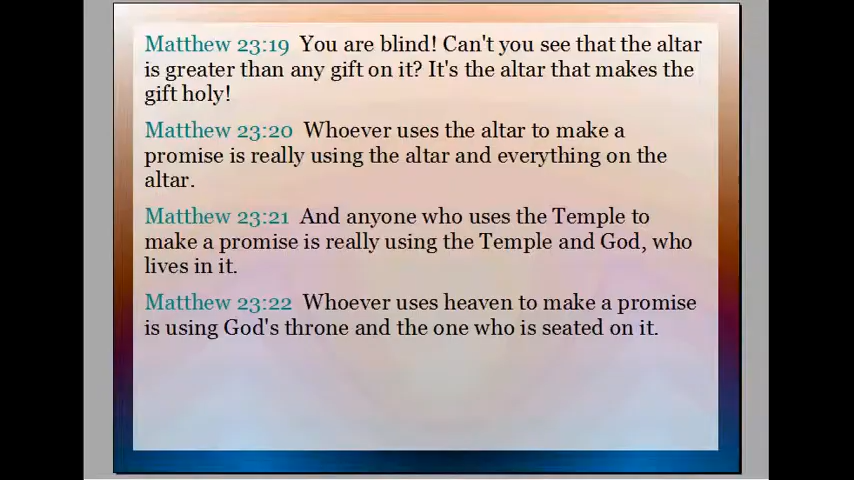 Matthew 23:19 You are blind! Can't you see that the altar
is greater than any gift on it? It's the altar that makes the
gift holy!
Matthew 23:20 Whoever uses the altar to make a
promise is really using the altar and everything on the
altar.
Matthew 23:21 And anyone who uses the Temple to
make a promise is really using the Temple and God, who
lives in it.
Matthew 23:22 Whoever uses heaven to make a promise
is using God's throne and the one who is seated on it.